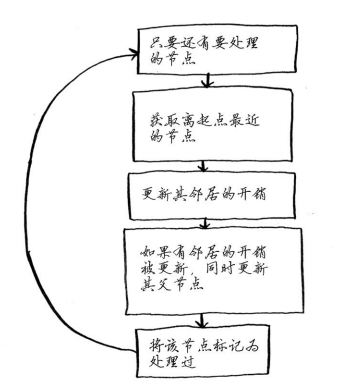 只要还有要处理
的节点
获取离起点最近
的节点
更新其邻居的开销
如果有邻居的开销
被更新，同时更新
其父节点
将该节点标记为
处理过